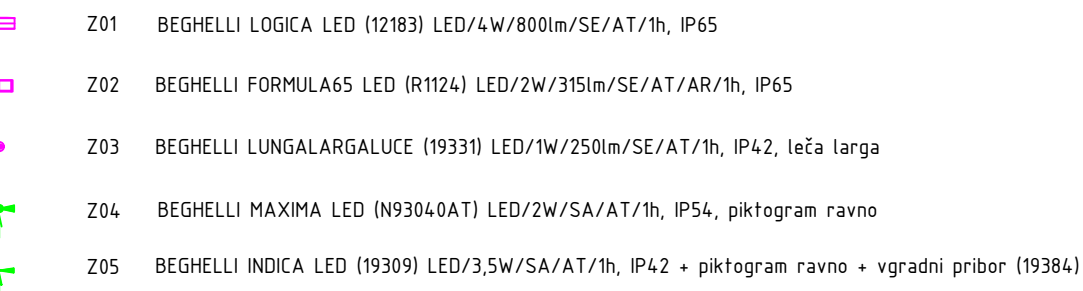 Z01 BEGHELLI LOGICA LED (12183) LED/4W/800lm/SE/AT/1h, IP65
Z02 BEGHELLI FORMULA65 LED (R1124) LED/2W/315lm/SE/AT/AR/1h, IP65
Z03 BEGHELLI LUNGALARGALUCE (19331) LED/1W/250lm/SE/AT/1h, IP42, leča larga
Z04 BEGHELLI MAXIMA LED (N93040AT) LED/2W/SA/AT/1h, IP54, piktogram ravno
Z05 BEGHELLI INDICA LED (19309) LED/3,5W/SA/AT/1h, IP42 + piktogram ravno + vgradni pribor (19384)